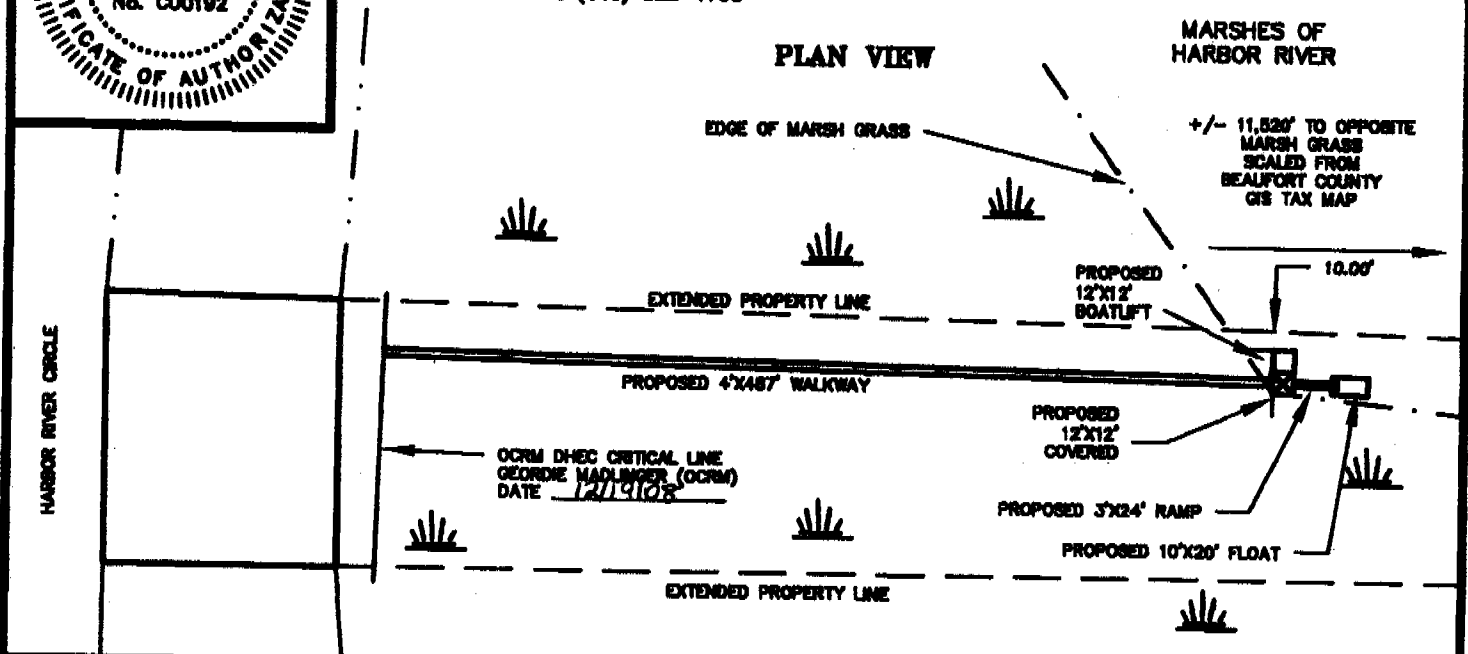 No. C00192
IFICATE OF AUTHORIZA
PLAN VIEW
MARSHES OF
HARBOR RIVER
EDGE OF MARSH GRASS
+/- 11,520' TO OPPOSITE
MARSH GRASS
SCALED FROM
BEAUFORT COUNTY
GIS TAX MAP
PROPOSED
12'X12'
BOATLIFT
10.00'
EXTENDED PROPERTY LINE
HARBOR RIVER CIRCLE
PROPOSED 4'X487' WALKWAY
PROPOSED
12'X12'
COVERED
OCRM DHEC CRITICAL LINE
GEORDIE MADLINGER (OCRM)
DATE 12/19/08
PROPOSED 3'X24' RAMP
PROPOSED 10'X20' FLOAT
EXTENDED PROPERTY LINE